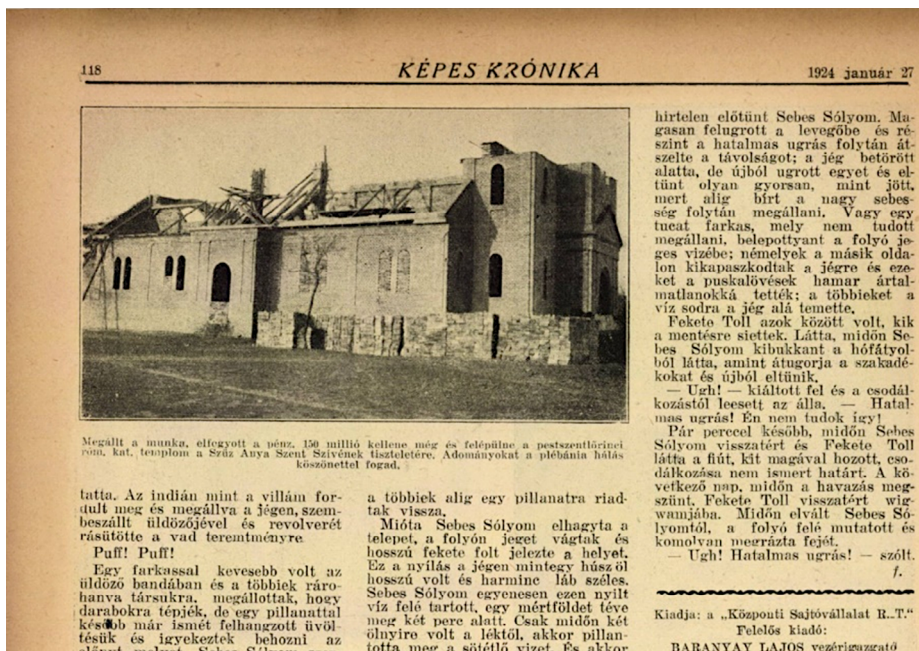 118
KÉPES KRÓNIKA
1924 január 27
Megállt a munka, elfogyott a pénz. 150 millió kellene még és felépülne a pestszentlőrinci
róm. kat. templom a Szűz Anya Szent Szívének tiszteletére. Adományokat a plébánia hálás
köszönettel fogad.
tatta. Az indián mint a villám for-
dult meg és megállva a jégen, szem-
beszállt üldözőjével és revolverét
rásütötte a vad teremtményre
Puff! Puff!
Egy farkassal kevesebb volt az
üldöző bandában és a többiek ráro-
hanva társukra, megállottak, hogy
darabokra tépjék, de egy pillanattal
később már ismét felhangzott üvöl-
tésük és igyekeztek behozni az
a többiek alig egy pillanatra riad-
tak vissza.
Mióta Sebes Sólyom elhagyta a
telepet, a folyón jeget vágtak és
hosszú fekete folt jelezte a helyet.
Ez a nyílás a jégen mintegy húsz öl
hosszú volt és harminc láb széles.
Sebes Sólyom egyenesen ezen nyílt
víz felé tartott, egy mértföldet téve
meg két perc alatt. Csak midőn két
ölnyire volt a léktől, akkor pillan-
totta meg a sötétlő vizet. És akkor
hirtelen előtünt Sebes Sólyom. Ma-
gasan felugrott a levegőbe és ré-
szint a hatalmas ugrás folytán át-
szelte a távolságot; a jég betörött
alatta, de újból ugrott egyet és el-
tünt olyan gyorsan, mint jött,
mert alig bírt a nagy sebes-
ség folytán megállani. Vagy egy
tucat farkas, mely nem tudott
megállani, belepottyant a folyó je-
ges vizébe; némelyek a másik olda-
lon kikapaszkodtak a jégre és eze-
ket a puskalövések hamar ártal-
matlanokká tették; a többieket a
víz sodra a jég alá temette.
Fekete Toll azok között volt, kik
a mentésre siettek. Látta, midőn Se-
bes Sólyom kibukkant a hófátyol-
ból látta, amint átugorja a szakadé-
kokat és újból eltünik.
— Ugh! — kiáltott fel és a csodál-
kozástól leesett az álla. — Hatal-
mas ugrás! Én nem tudok így!
Pár perccel később, midőn Sebes
Sólyom visszatért és Fekete Toll
látta a fiút, kit magával hozott, cso-
dálkozása nem ismert határt. A kö-
vetkező nap, midőn a havazás meg-
szünt, Fekete Toll visszatért wig-
wamjába. Midőn elvált Sebes Só-
lyomtól, a folyó felé mutatott és
komolyan megrázta fejét.
— Ugh! Hatalmas ugrás! — szólt.
f.
Kiadja: a „Központi Sajtóvállalat R.-T."
Felelős kiadó:
BARANYAY LAJOS vezérigazgató